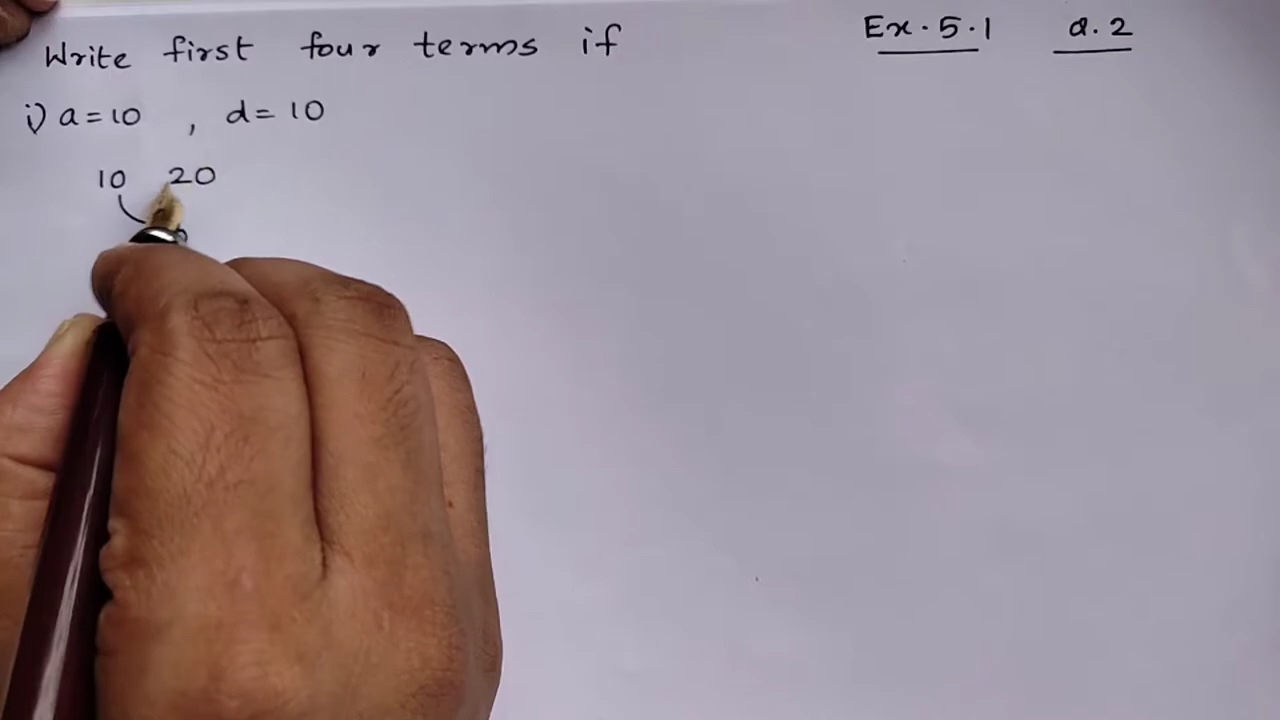 Write first four terms if Ex. 5.1 Q. 2
i) a = 10 , d = 10
10 20